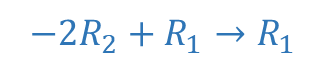 −2R₂ + R₁ → R₁